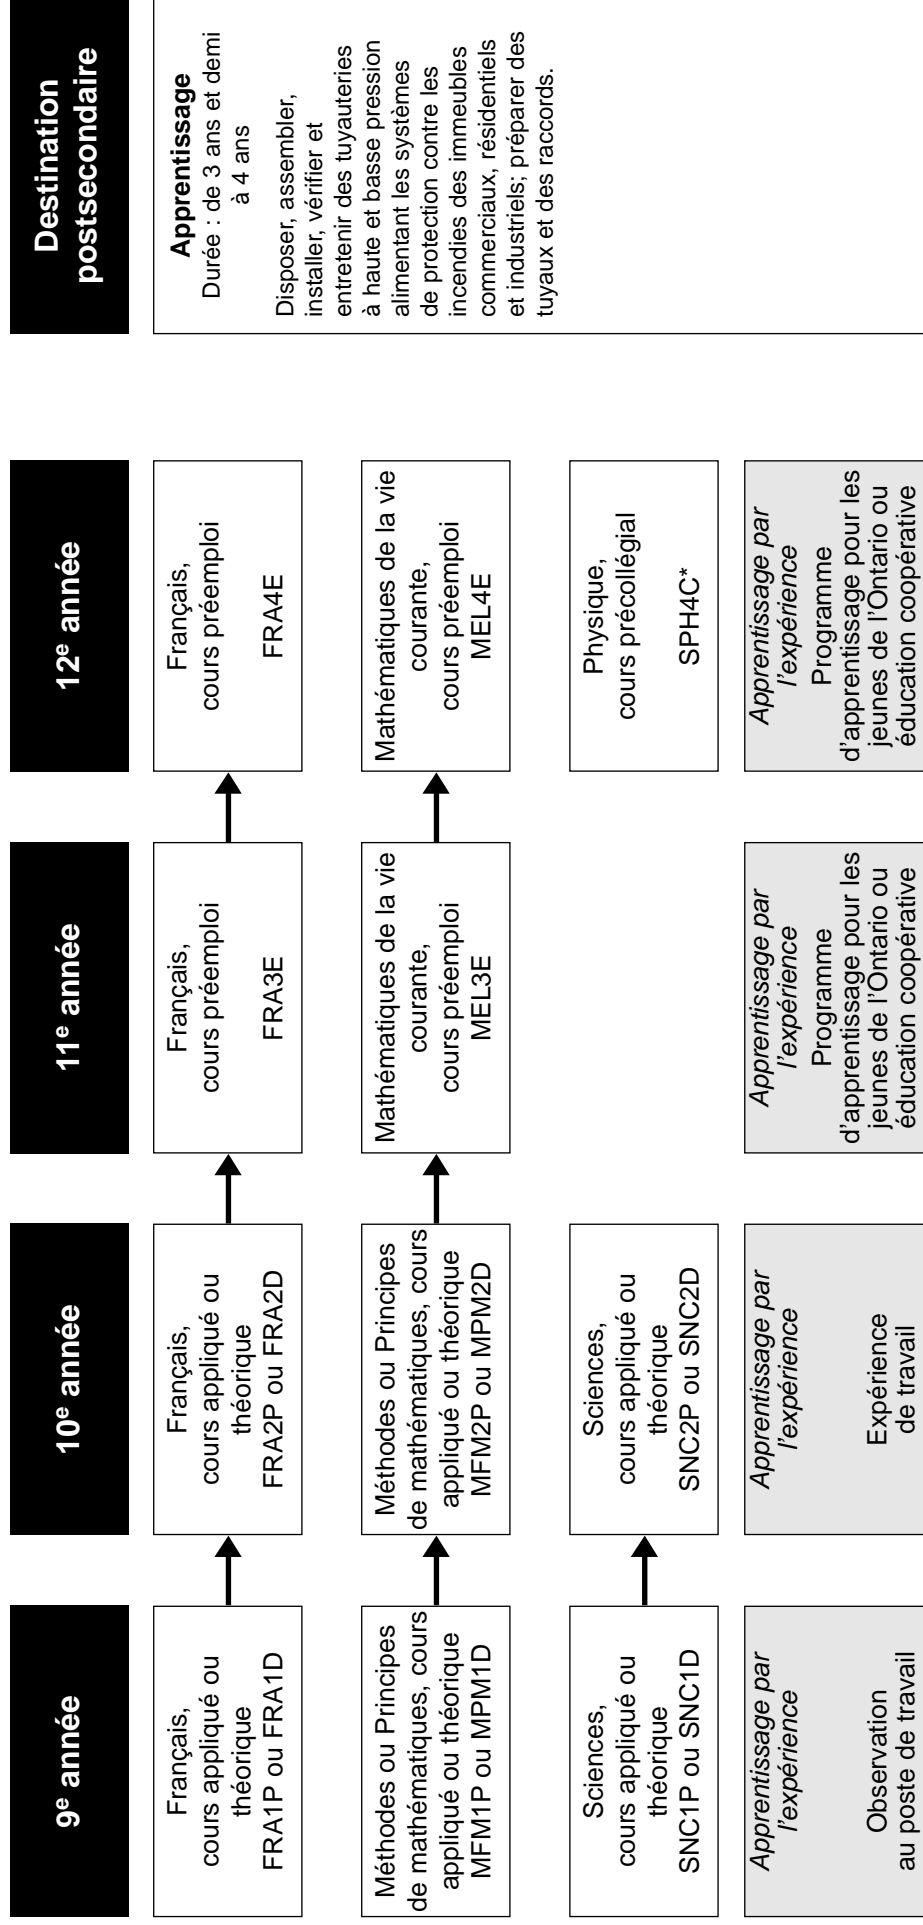 9e année
10e année
11e année
12e année
Destination
postsecondaire
Français,
cours appliqué ou
théorique
FRA1P ou FRA1D
Français,
cours appliqué ou
théorique
FRA2P ou FRA2D
Français,
cours préemploi
FRA3E
Français,
cours préemploi
FRA4E
Apprentissage
Durée : de 3 ans et demi
à 4 ans
Disposer, assembler,
installer, vérifier et
entretenir des tuyauteries
à haute et basse pression
alimentant les systèmes
de protection contre les
incendies des immeubles
commerciaux, résidentiels
et industriels; préparer des
tuyaux et des raccords.
Méthodes ou Principes
de mathématiques, cours
appliqué ou théorique
MFM1P ou MPM1D
Méthodes ou Principes
de mathématiques, cours
appliqué ou théorique
MFM2P ou MPM2D
Mathématiques de la vie
courante,
cours préemploi
MEL3E
Mathématiques de la vie
courante,
cours préemploi
MEL4E
Sciences,
cours appliqué ou
théorique
SNC1P ou SNC1D
Sciences,
cours appliqué ou
théorique
SNC2P ou SNC2D
Physique,
cours précollégial
SPH4C*
Apprentissage par
l'expérience
Observation
au poste de travail
Apprentissage par
l'expérience
Expérience
de travail
Apprentissage par
l'expérience
Programme
d'apprentissage pour les
jeunes de l'Ontario ou
éducation coopérative
Apprentissage par
l'expérience
Programme
d'apprentissage pour les
jeunes de l'Ontario ou
éducation coopérative